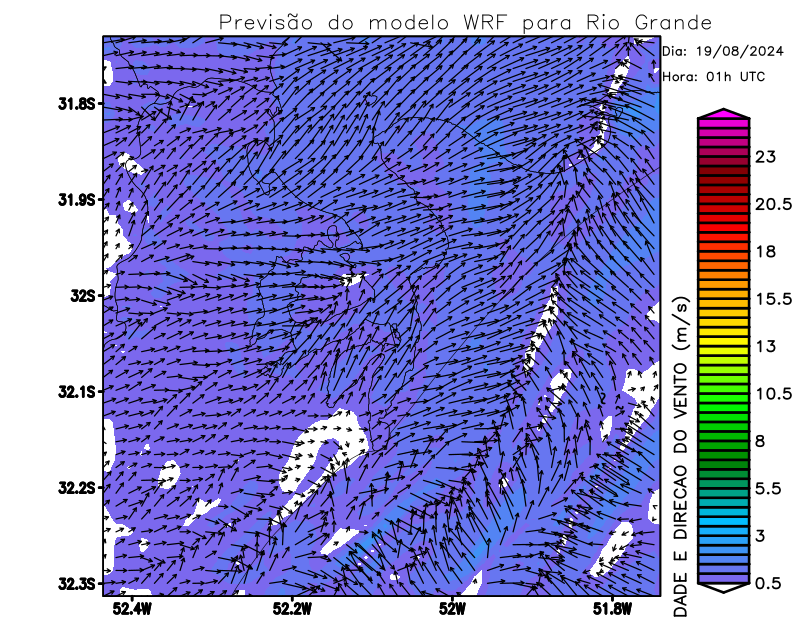 Previsão do modelo WRF para Rio Grande
Dia: 19/08/2024
Hora: 01h UTC
31.8S
31.9S
32S
32.1S
32.2S
32.3S
52.4W
52.2W
52W
51.8W
DADE E DIRECAO DO VENTO (m/s)
23
20.5
18
15.5
13
10.5
8
5.5
3
0.5